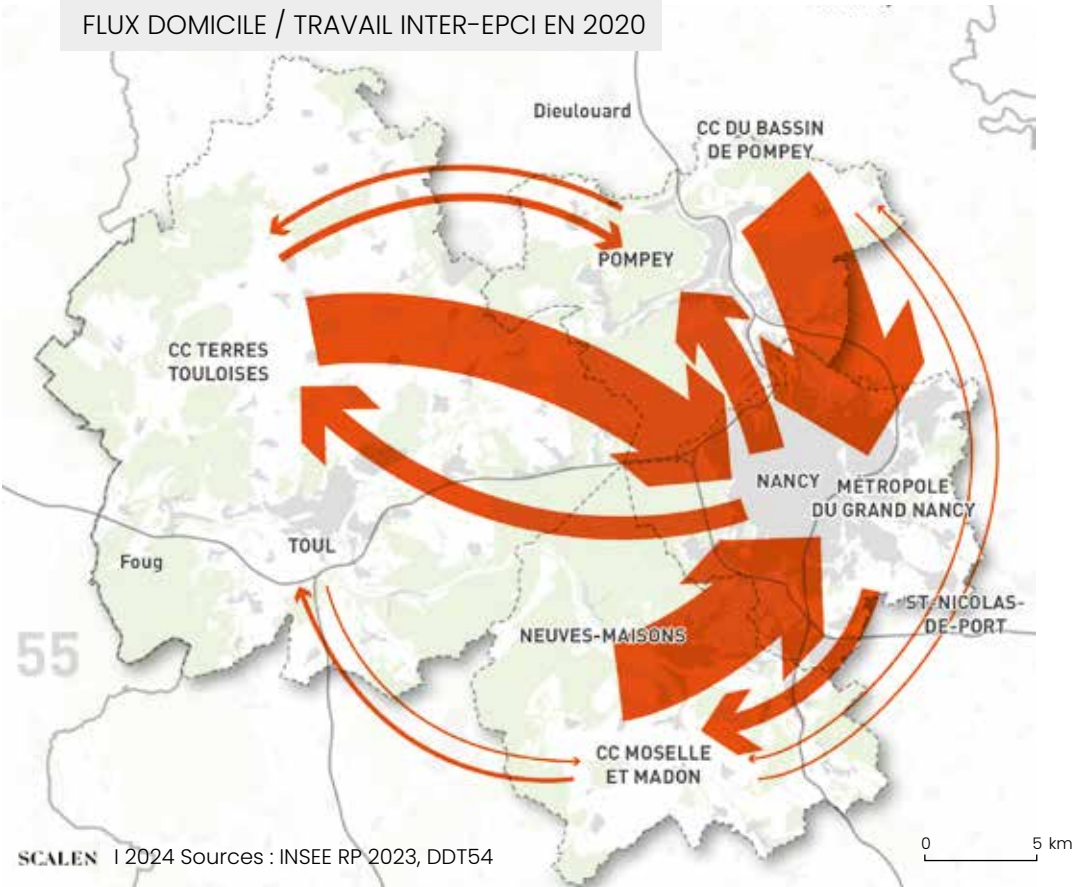 FLUX DOMICILE / TRAVAIL INTER-EPCI EN 2020
Dieulouard
CC DU BASSIN
DE POMPEY
POMPEY
CC TERRES
TOULOISES
NANCY
MÉTROPOLE
DU GRAND NANCY
TOUL
Foug
ST-NICOLAS-
DE-PORT
NEUVES-MAISONS
55
CC MOSELLE
ET MADON
SCALEN I 2024 Sources : INSEE RP 2023, DDT54
0 5 km